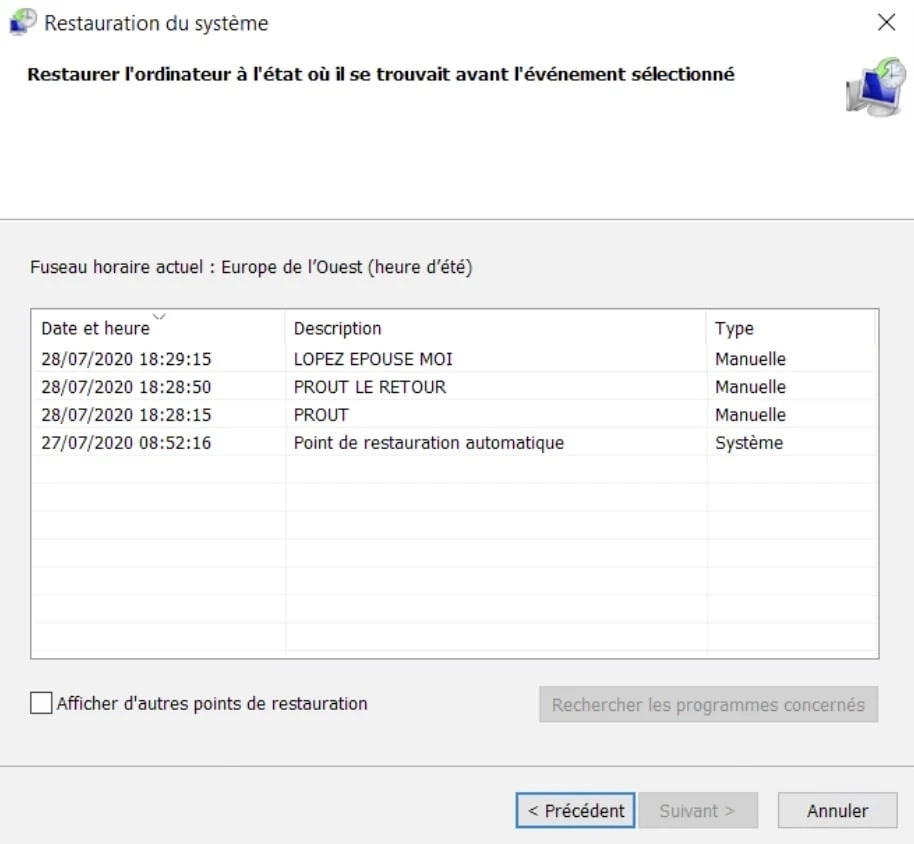 Restauration du système
Restaurer l'ordinateur à l'état où il se trouvait avant l'événement sélectionné
Fuseau horaire actuel : Europe de l’Ouest (heure d’été)
Date et heure Description Type
28/07/2020 18:29:15 LOPEZ EPOUSE MOI Manuelle
28/07/2020 18:28:50 PROUT LE RETOUR Manuelle
28/07/2020 18:28:15 PROUT Manuelle
27/07/2020 08:52:16 Point de restauration automatique Système
Afficher d'autres points de restauration Rechercher les programmes concernés
< Précédent Suivant > Annuler